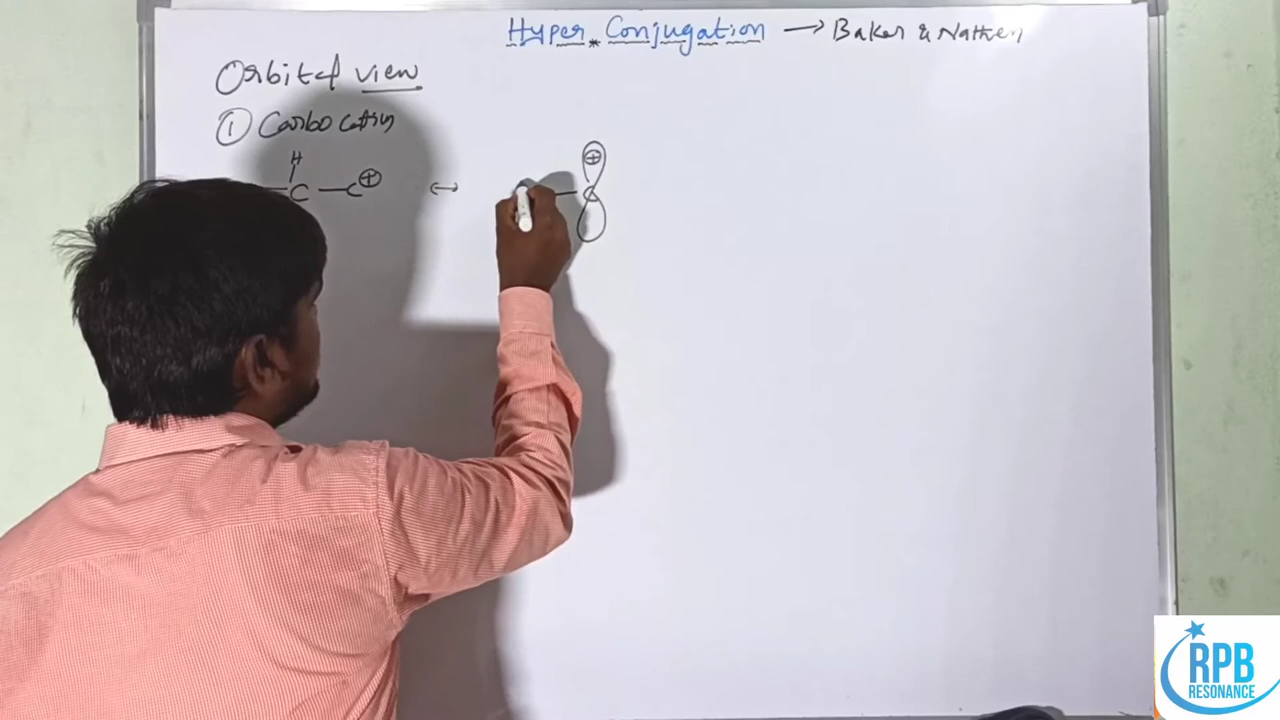 Hyper Conjugation → Baker & Nathen
Orbital view
① Carbocation
H
— C — C⊕ ↔ — C
⊕
RPB
RESONANCE